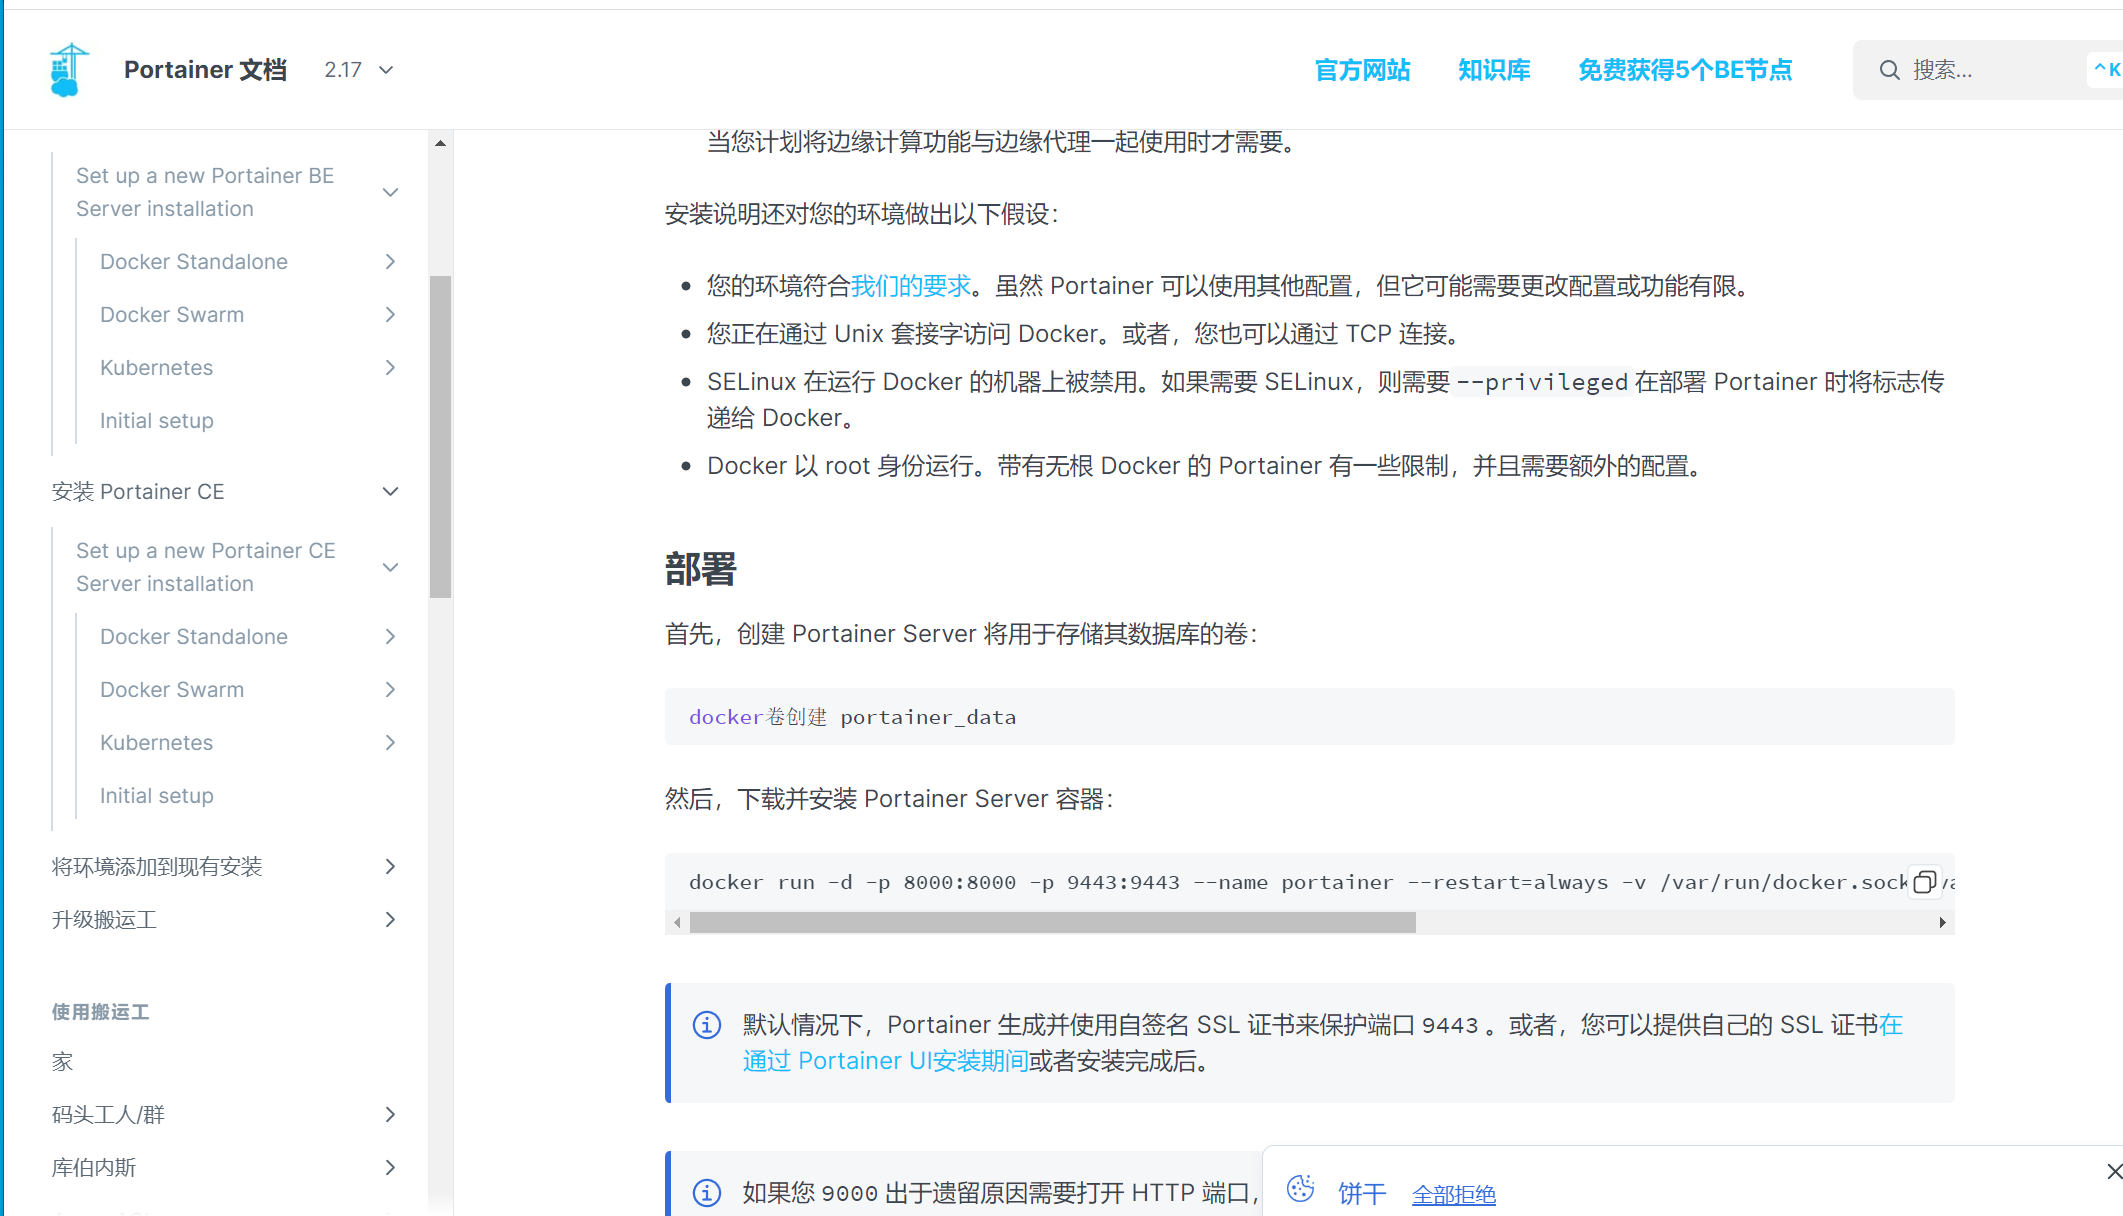 Portainer 文档
2.17
官方网站
知识库
免费获得5个BE节点
搜索...
^K
Set up a new Portainer BE
Server installation
Docker Standalone
Docker Swarm
Kubernetes
Initial setup
安装 Portainer CE
Set up a new Portainer CE
Server installation
Docker Standalone
Docker Swarm
Kubernetes
Initial setup
将环境添加到现有安装
升级搬运工
使用搬运工
家
码头工人/群
库伯内斯
当您计划将边缘计算功能与边缘代理一起使用时才需要。
安装说明还对您的环境做出以下假设：
您的环境符合我们的要求。虽然 Portainer 可以使用其他配置，但它可能需要更改配置或功能有限。
您正在通过 Unix 套接字访问 Docker。或者，您也可以通过 TCP 连接。
SELinux 在运行 Docker 的机器上被禁用。如果需要 SELinux，则需要--privileged在部署 Portainer 时将标志传
递给 Docker。
Docker 以 root 身份运行。带有无根 Docker 的 Portainer 有一些限制，并且需要额外的配置。
部署
首先，创建 Portainer Server 将用于存储其数据库的卷：
docker卷创建 portainer_data
然后，下载并安装 Portainer Server 容器：
docker run -d -p 8000:8000 -p 9443:9443 --name portainer --restart=always -v /var/run/docker.sock
默认情况下，Portainer 生成并使用自签名 SSL 证书来保护端口 9443 。或者，您可以提供自己的 SSL 证书在
通过 Portainer UI安装期间或者安装完成后。
如果您 9000 出于遗留原因需要打开 HTTP 端口，
饼干
全部拒绝